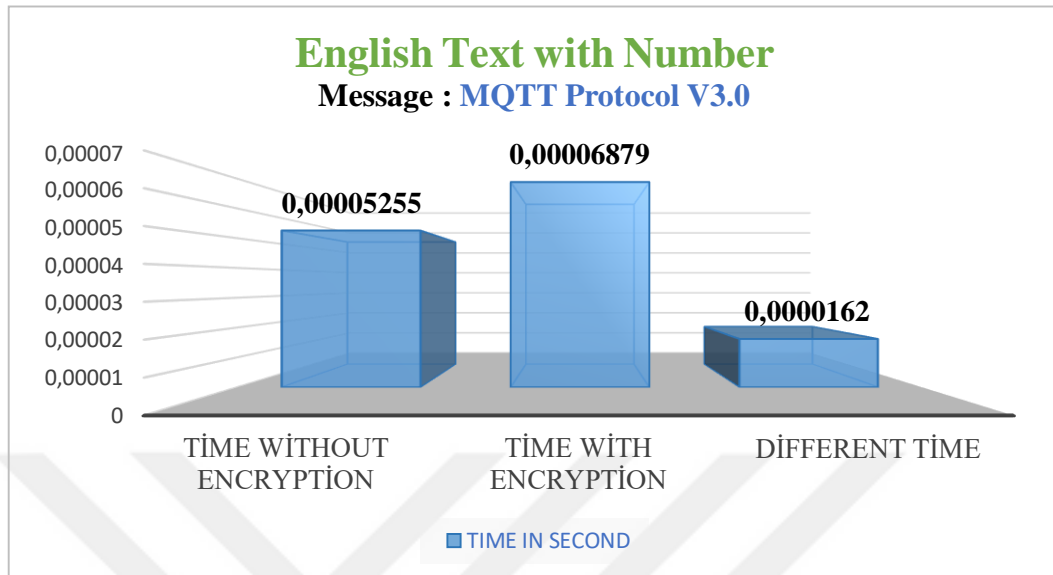 English Text with Number
Message : MQTT Protocol V3.0
0,00007
0,00006
0,00005
0,00004
0,00003
0,00002
0,00001
0
0,00005255
0,00006879
0,0000162
TİME WİTHOUT
ENCRYPTİON
TİME WİTH
ENCRYPTİON
DİFFERENT TİME
TIME IN SECOND